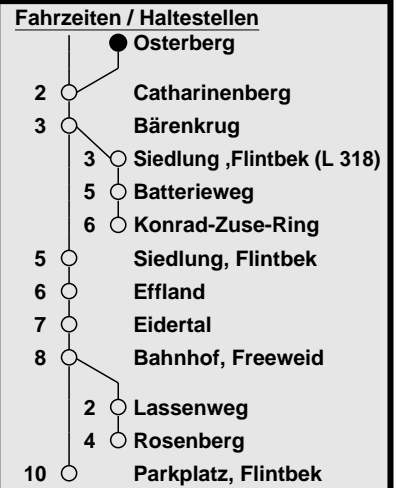 Fahrzeiten / Haltestellen
Osterberg
2 Catharinenberg
3 Bärenkrug
3 Siedlung ,Flintbek (L 318)
5 Batterieweg
6 Konrad-Zuse-Ring
5 Siedlung, Flintbek
6 Effland
7 Eidertal
8 Bahnhof, Freeweid
2 Lassenweg
4 Rosenberg
10 Parkplatz, Flintbek